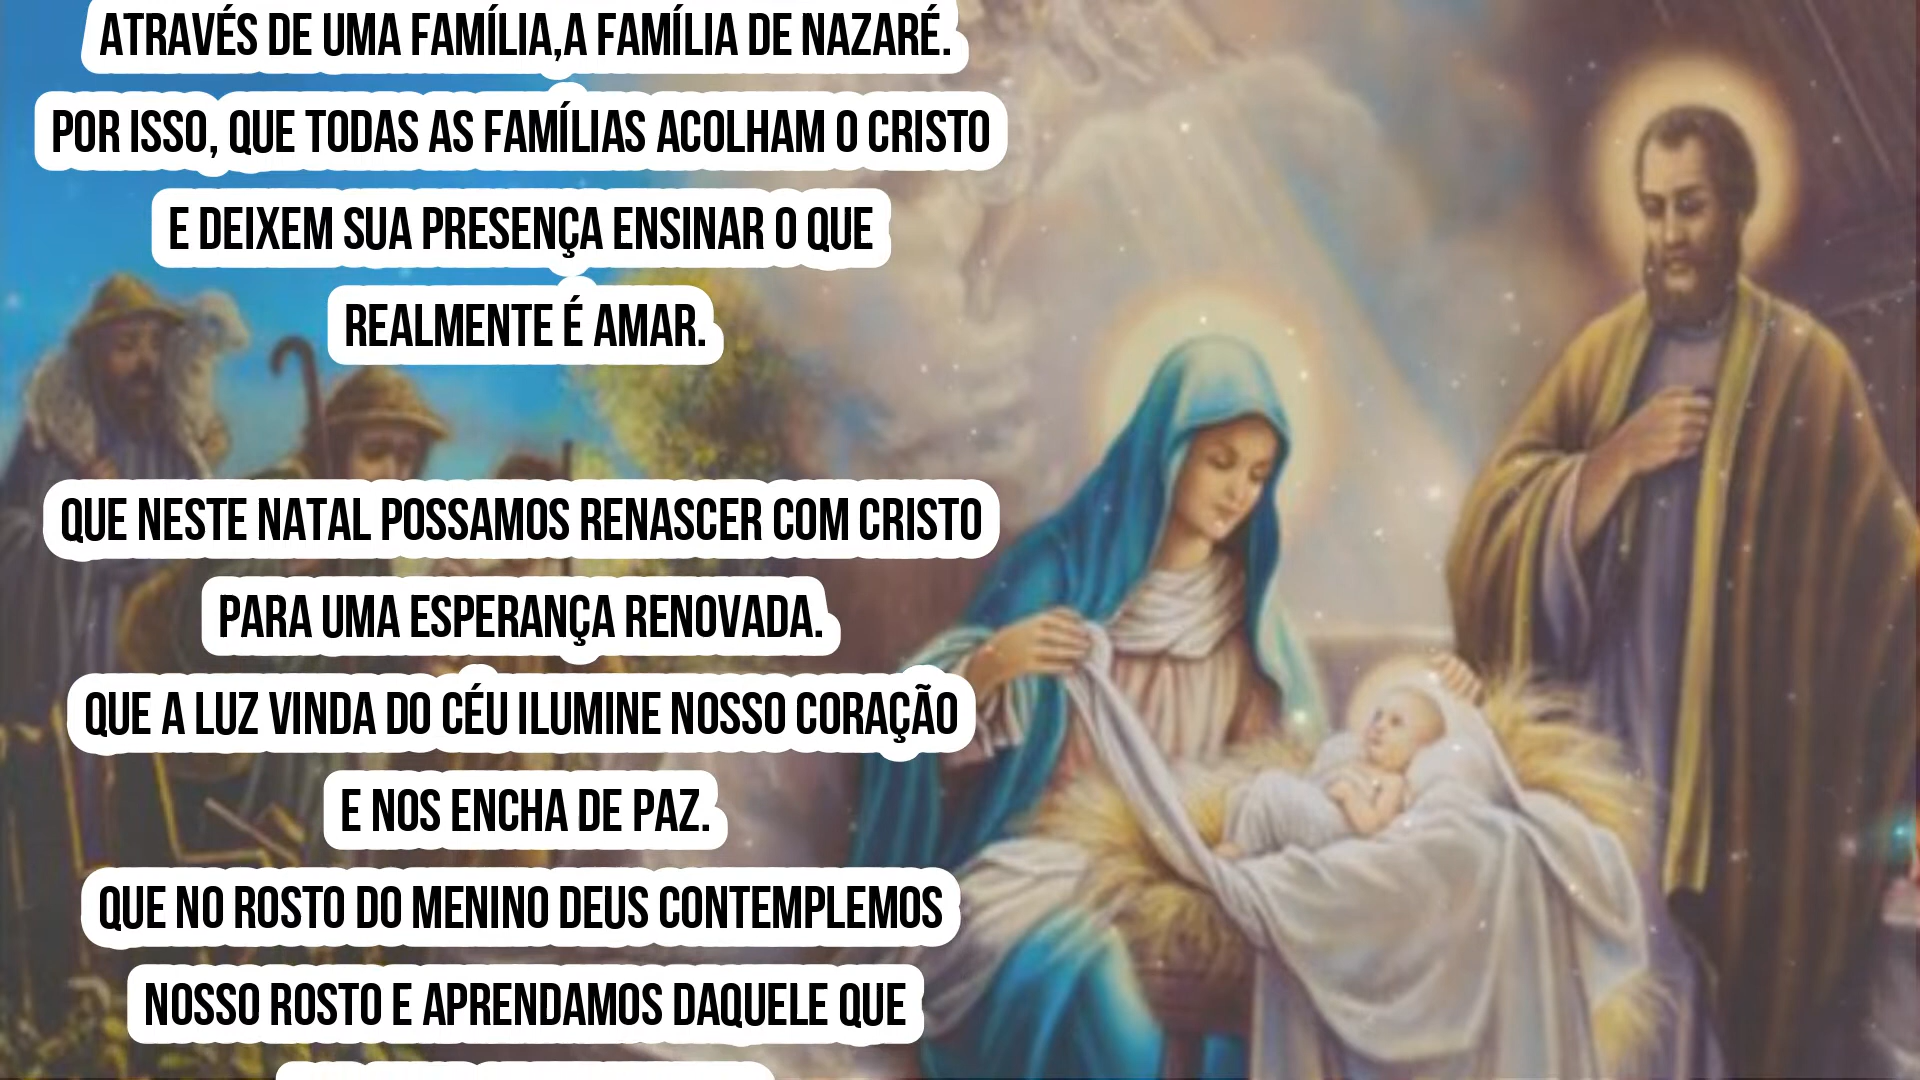 ATRAVÉS DE UMA FAMÍLIA,A FAMÍLIA DE NAZARÉ.
POR ISSO, QUE TODAS AS FAMÍLIAS ACOLHAM O CRISTO
E DEIXEM SUA PRESENÇA ENSINAR O QUE
REALMENTE É AMAR.
QUE NESTE NATAL POSSAMOS RENASCER COM CRISTO
PARA UMA ESPERANÇA RENOVADA.
QUE A LUZ VINDA DO CÉU ILUMINE NOSSO CORAÇÃO
E NOS ENCHA DE PAZ.
QUE NO ROSTO DO MENINO DEUS CONTEMPLEMOS
NOSSO ROSTO E APRENDAMOS DAQUELE QUE